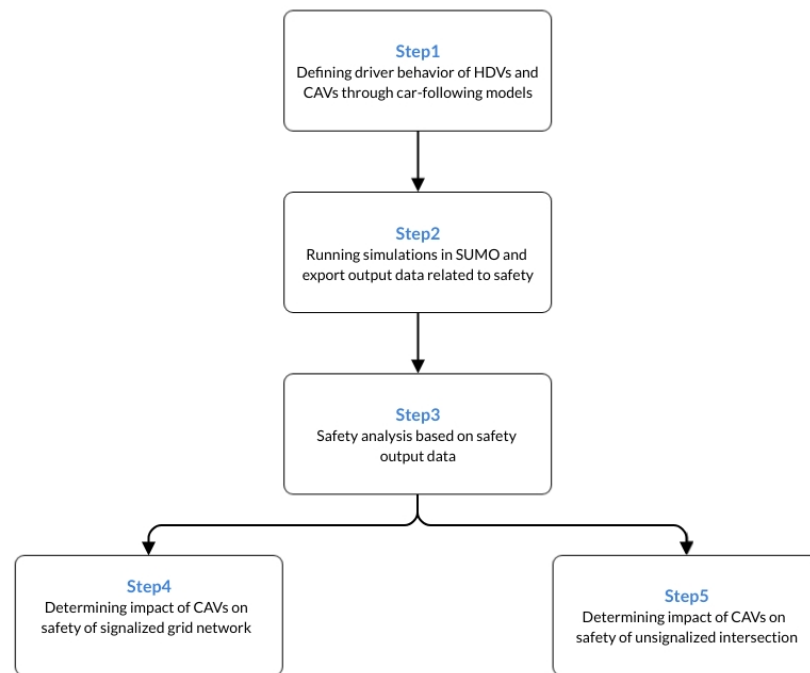 Step1
Defining driver behavior of HDVs and
CAVs through car-following models
Step2
Running simulations in SUMO and
export output data related to safety
Step3
Safety analysis based on safety
output data
Step4
Determining impact of CAVs on
safety of signalized grid network
Step5
Determining impact of CAVs on
safety of unsignalized intersection